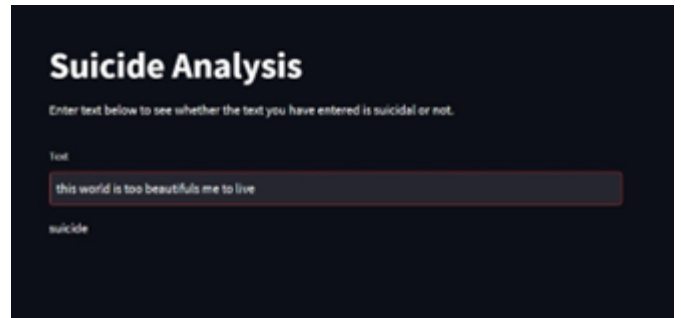 Suicide Analysis
Enter text below to see whether the text you have entered is suicidal or not.
Text
this world is too beautifuls me to live
suicide